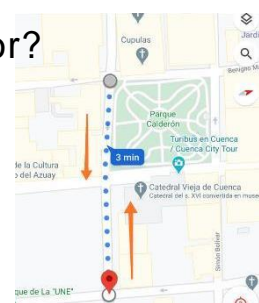 or?
Cupulas
Jardi
Benigno M
Parque
Calderón
Turibus en Cuenca
/ Cuenca City Tour
3 min
de la Cultura
o del Azuay
Catedral Vieja de Cuenca
Catedral del s. XVI convertida en museo
Simón Bolívar
que de La "UNE"